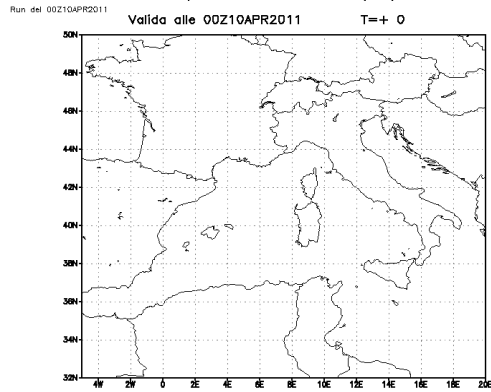 Run del 00Z10APR2011
Valida alle 00Z10APR2011 T=+ 0
50N
48N
46N
44N
42N
40N
38N
36N
34N
32N
4W 2W 0 2E 4E 6E 8E 10E 12E 14E 16E 18E 20E